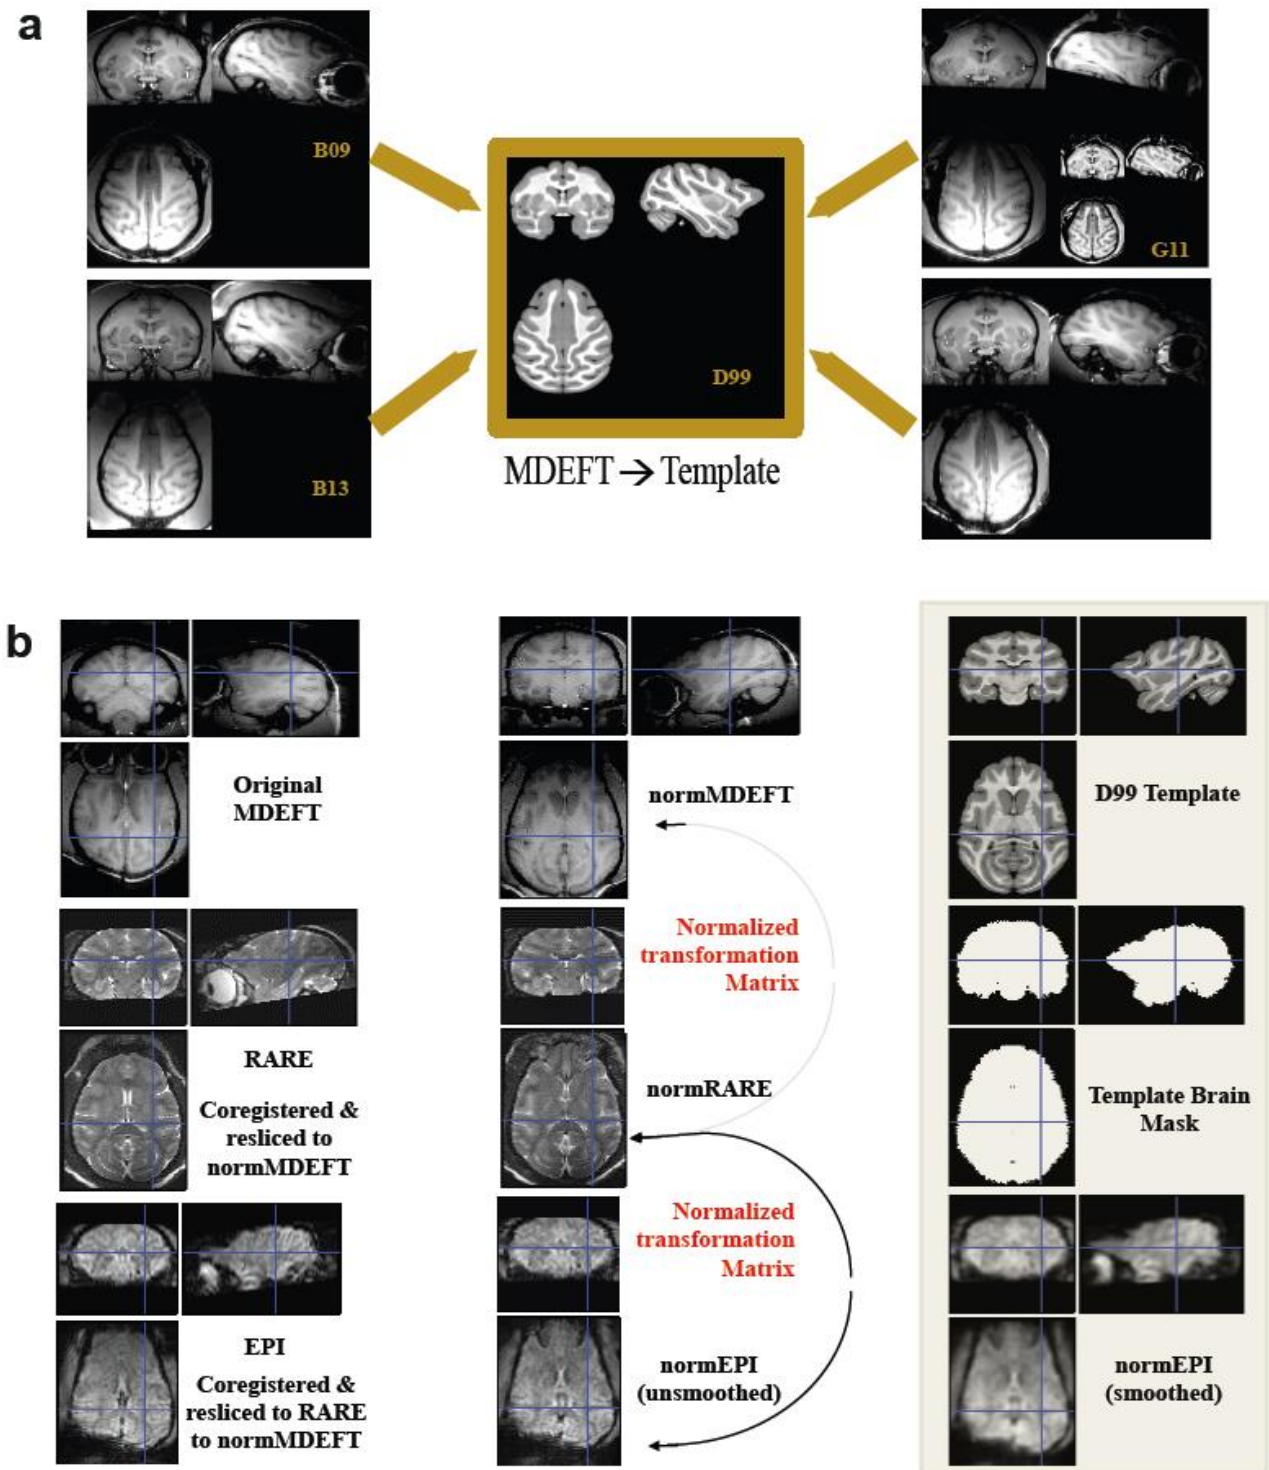 a
B09
G11
D99
B13
MDEFT → Template
b
Original
MDEFT
normMDEFT
D99 Template
Normalized
transformation
Matrix
RARE
Coregistered &
resliced to
normMDEFT
normRARE
Template Brain
Mask
Normalized
transformation
Matrix
EPI
Coregistered &
resliced to RARE
to normMDEFT
normEPI
(unsmoothed)
normEPI
(smoothed)